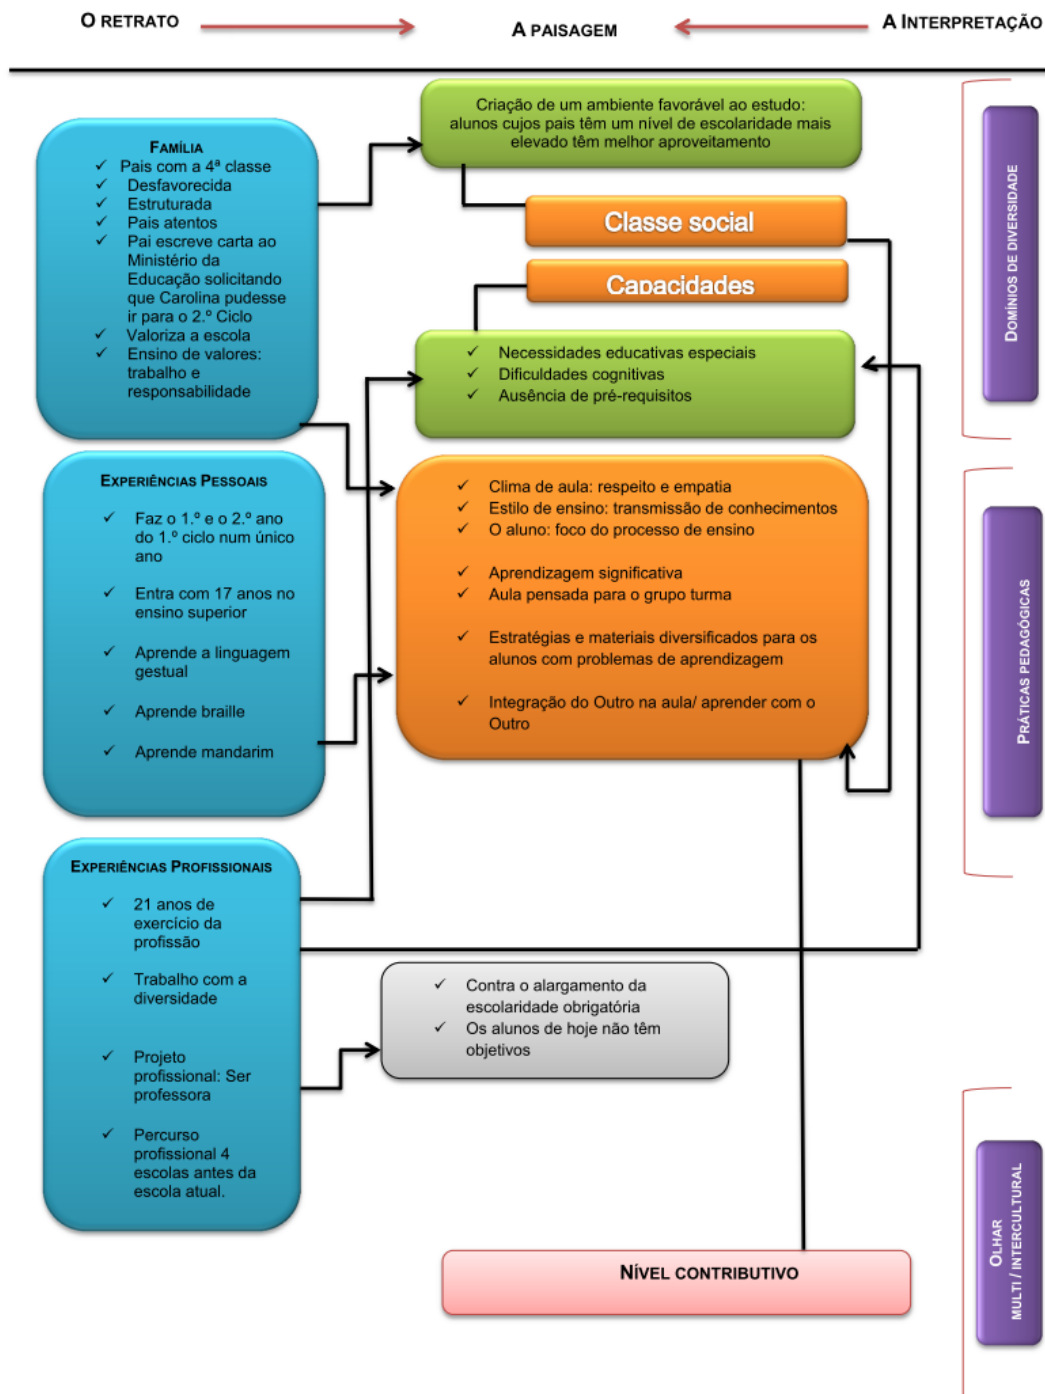 O RETRATO
A PAISAGEM
A INTERPRETAÇÃO
Criação de um ambiente favorável ao estudo:
alunos cujos pais têm um nível de escolaridade mais
elevado têm melhor aproveitamento
FAMÍLIA
✓ Pais com a 4ª classe
✓ Desfavorecida
✓ Estruturada
✓ Pais atentos
✓ Pai escreve carta ao
Ministério da
Educação solicitando
que Carolina pudesse
ir para o 2.º Ciclo
✓ Valoriza a escola
✓ Ensino de valores:
trabalho e
responsabilidade
Classe social
Capacidades
✓ Necessidades educativas especiais
✓ Dificuldades cognitivas
✓ Ausência de pré-requisitos
DOMÍNIOS DE DIVERSIDADE
EXPERIÊNCIAS PESSOAIS
✓ Faz o 1.º e o 2.º ano
do 1.º ciclo num único
ano
✓ Entra com 17 anos no
ensino superior
✓ Aprende a linguagem
gestual
✓ Aprende braille
✓ Aprende mandarim
✓ Clima de aula: respeito e empatia
✓ Estilo de ensino: transmissão de conhecimentos
✓ O aluno: foco do processo de ensino
✓ Aprendizagem significativa
✓ Aula pensada para o grupo turma
✓ Estratégias e materiais diversificados para os
alunos com problemas de aprendizagem
✓ Integração do Outro na aula/ aprender com o
Outro
PRÁTICAS PEDAGÓGICAS
EXPERIÊNCIAS PROFISSIONAIS
✓ 21 anos de
exercício da
profissão
✓ Trabalho com a
diversidade
✓ Projeto
profissional: Ser
professora
✓ Percurso
profissional 4
escolas antes da
escola atual.
✓ Contra o alargamento da
escolaridade obrigatória
✓ Os alunos de hoje não têm
objetivos
NÍVEL CONTRIBUTIVO
OLHAR
MULTI / INTERCULTURAL